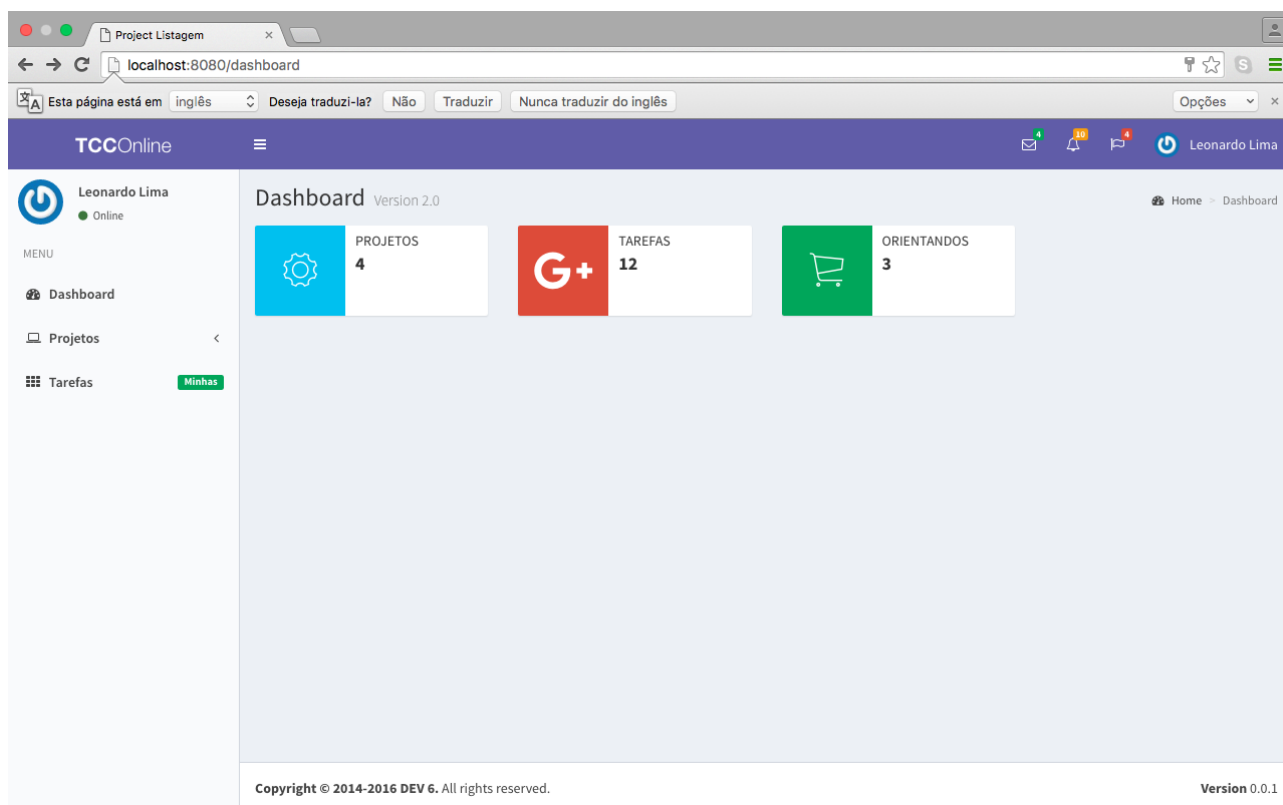 Project Listagem
localhost:8080/dashboard
Esta página está em inglês Deseja traduzi-la? Não Traduzir Nunca traduzir do inglês Opções
TCCOnline 4 10 4 Leonardo Lima
Leonardo Lima
Online
Dashboard Version 2.0 Home > Dashboard
MENU
Dashboard
Projetos
Tarefas Minhas
PROJETOS
4
TAREFAS
12
ORIENTANDOS
3
G+
Copyright © 2014-2016 DEV 6. All rights reserved. Version 0.0.1